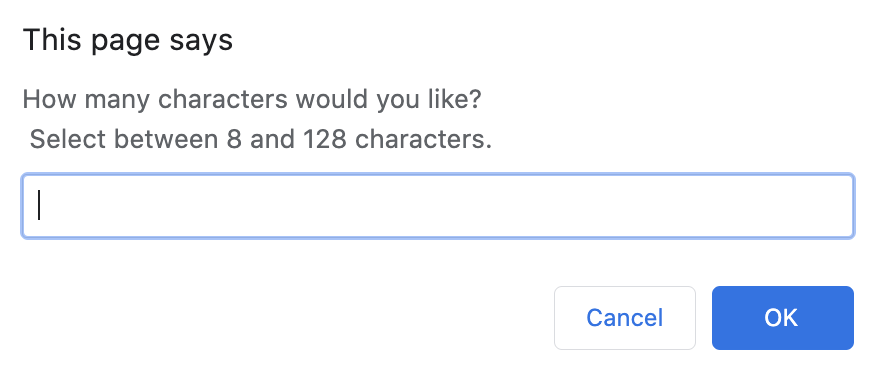 This page says
How many characters would you like?
Select between 8 and 128 characters.
Cancel
OK